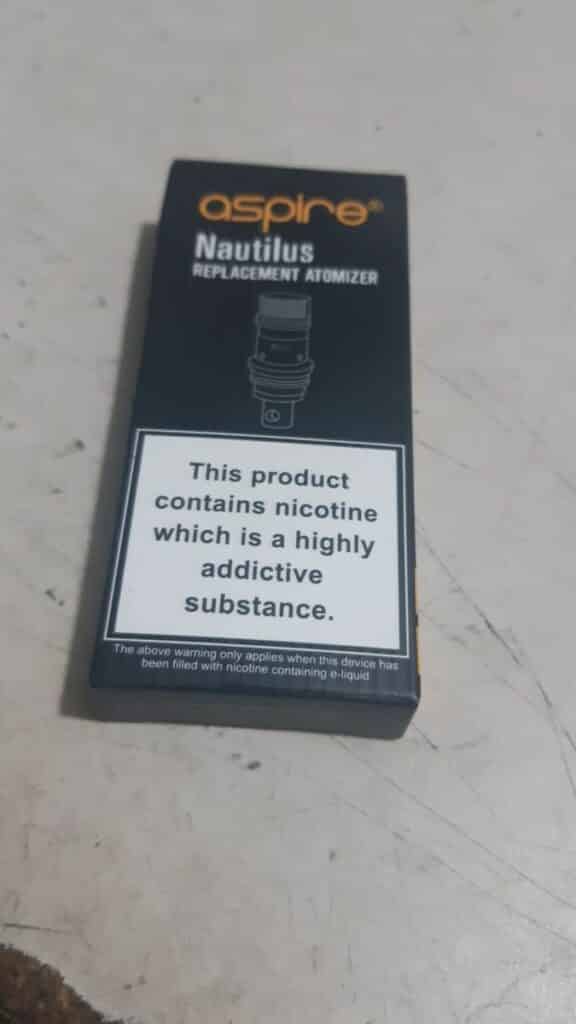 aspire®
Nautilus
REPLACEMENT ATOMIZER
This product
contains nicotine
which is a highly
addictive
substance.
The above warning only applies when this device has
been filled with nicotine containing e-liquid